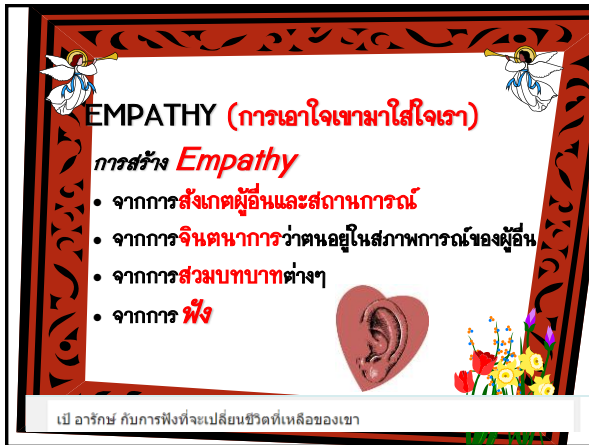 EMPATHY (การเอาใจเขามาใส่ใจเรา)
การสร้าง Empathy
• จากการสังเกตผู้อื่นและสถานการณ์
• จากการจินตนาการว่าตนอยู่ในสภาพการณ์ของผู้อื่น
• จากการสวมบทบาทต่างๆ
• จากการ ฟัง
เป้ อารักษ์ กับการฟังที่จะเปลี่ยนชีวิตที่เหลือของเขา